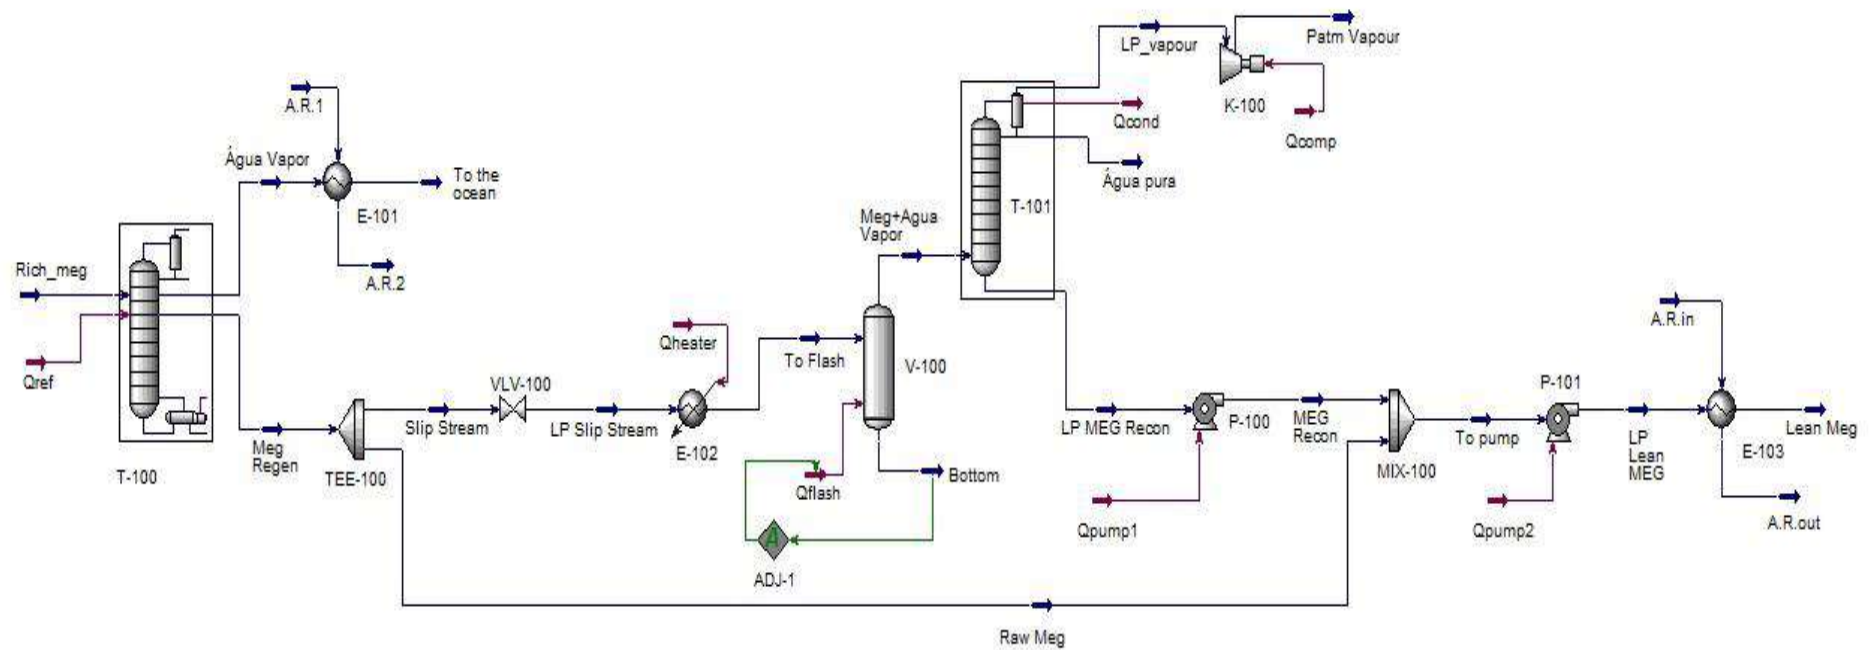 LP_vapour
Patm Vapour
K-100
Qcomp
Qcond
Água pura
T-101
A.R.1
Água Vapor
To the
ocean
E-101
A.R.2
Rich_meg
Qref
T-100
Meg
Regen
TEE-100
Slip Stream
VLV-100
LP Slip Stream
Qheater
E-102
To Flash
V-100
Meg+Agua
Vapor
Qflash
Bottom
A
ADJ-1
LP MEG Recon
P-100
MEG
Recon
Qpump1
MIX-100
To pump
P-101
Qpump2
LP
Lean
MEG
A.R.in
E-103
Lean Meg
A.R.out
Raw Meg